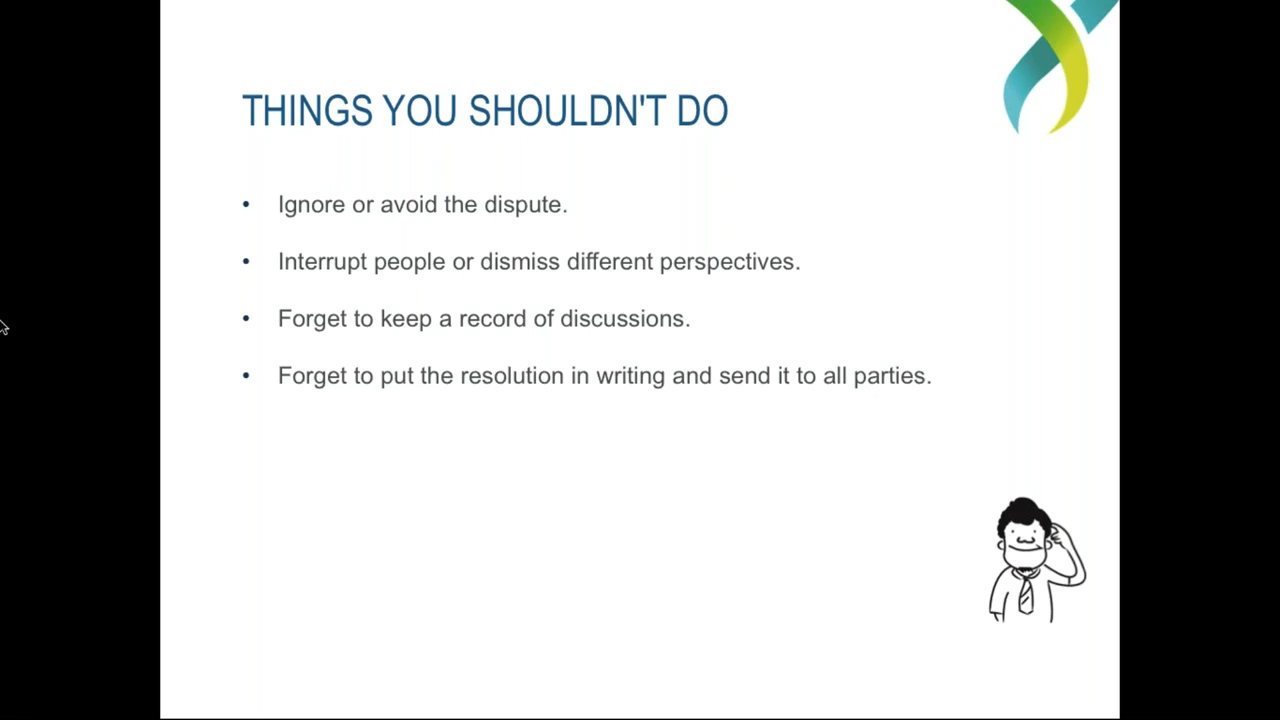 THINGS YOU SHOULDN'T DO
• Ignore or avoid the dispute.
• Interrupt people or dismiss different perspectives.
• Forget to keep a record of discussions.
• Forget to put the resolution in writing and send it to all parties.